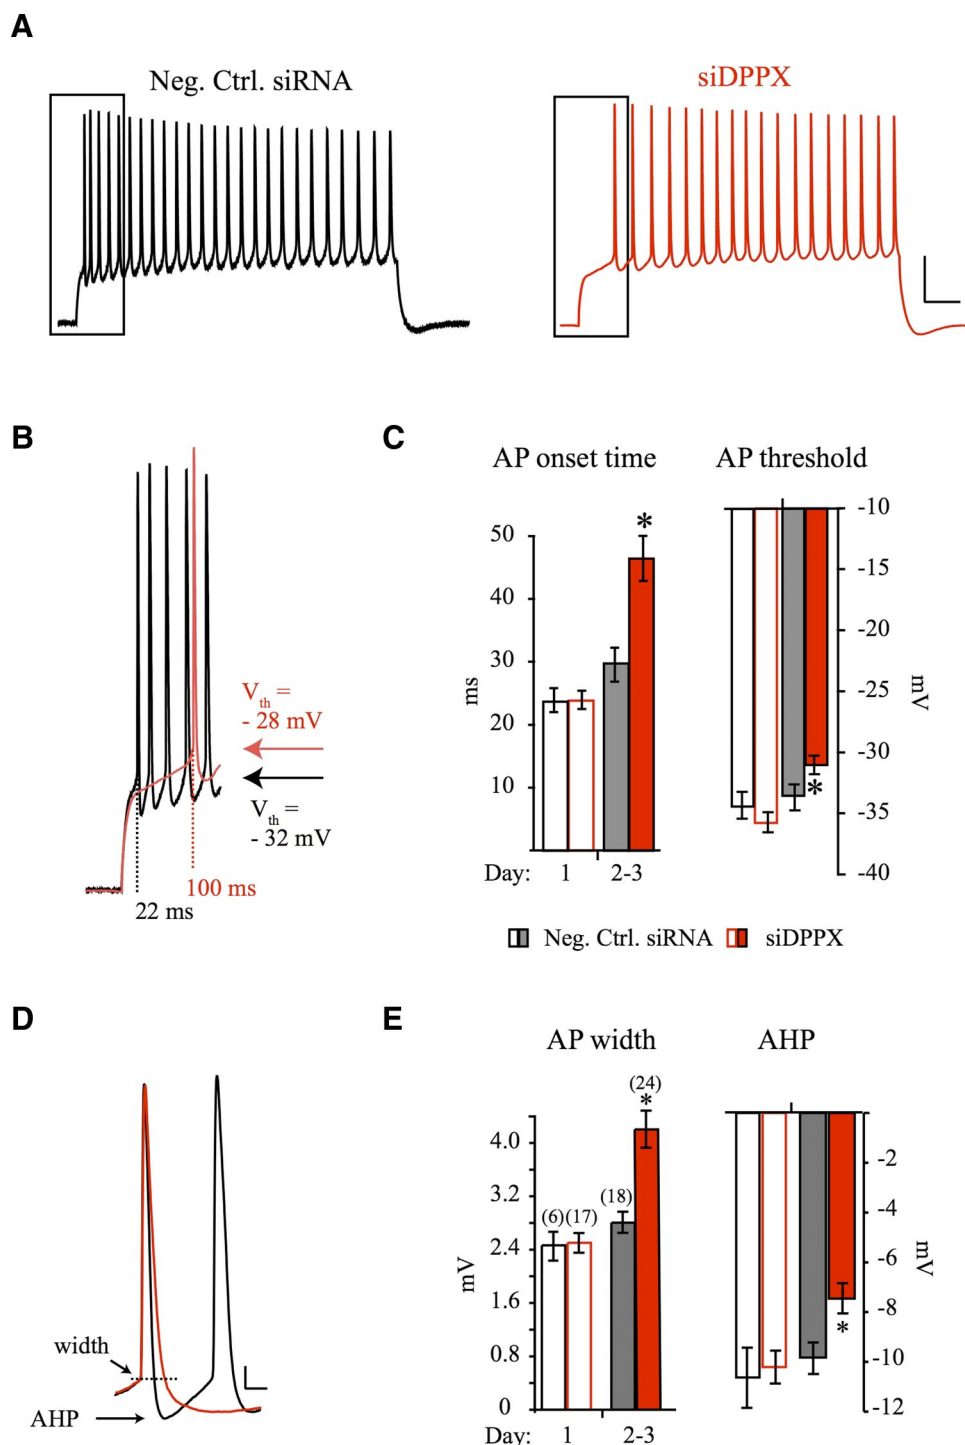 A
Neg. Ctrl. siRNA
siDPPX
B
V th =
- 28 mV
V th =
- 32 mV
100 ms
22 ms
C
AP onset time
AP threshold
50
40
30
20
10
ms
-10
-15
-20
-25
-30
-35
-40
mV
*
*
Day: 1 2-3
Neg. Ctrl. siRNA siDPPX
D
width
AHP
E
AP width
AHP
(24)
*
(18)
(6) (17)
4.0
3.2
2.4
1.6
0.8
0
mV
-2
-4
-6
-8
-10
-12
mV
*
Day: 1 2-3